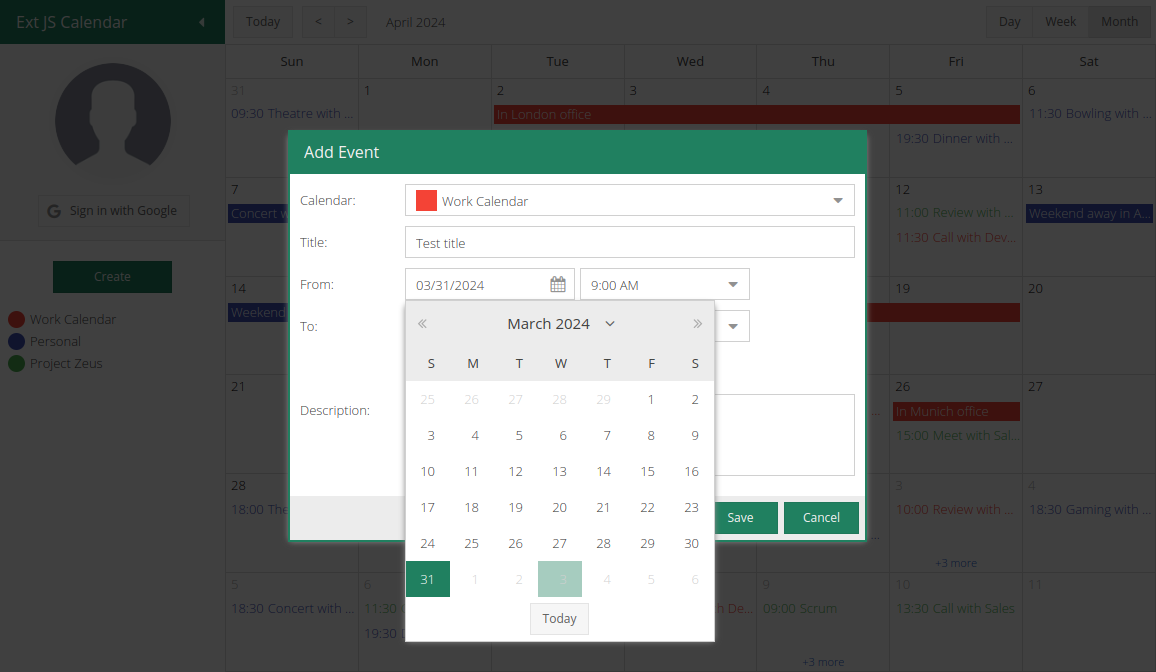 Ext JS Calendar
Today < > April 2024 Day Week Month
Sun Mon Tue Wed Thu Fri Sat
31 1 2 3 4 5 6
09:30 Theatre with ... In London office 11:30 Bowling with ...
19:30 Dinner with ...
Sign in with Google
Create
Work Calendar
Personal
Project Zeus
7 12 13
Concert w 11:00 Review with ... Weekend away in A...
11:30 Call with Dev...
14 19 20
Weekend
21 26 27
In Munich office
15:00 Meet with Sal...
28 3 4
18:00 The 10:00 Review with ... 18:30 Gaming with ...
+3 more
5 6 9 10 11
18:30 Concert with ... 11:30 h De... 09:00 Scrum 13:30 Call with Sales
19:30
+3 more
Add Event
Calendar: Work Calendar
Title: Test title
From: 03/31/2024 9:00 AM
To:
Description:
Save Cancel
« March 2024 »
S M T W T F S
25 26 27 28 29 1 2
3 4 5 6 7 8 9
10 11 12 13 14 15 16
17 18 19 20 21 22 23
24 25 26 27 28 29 30
31 1 2 3 4 5 6
Today